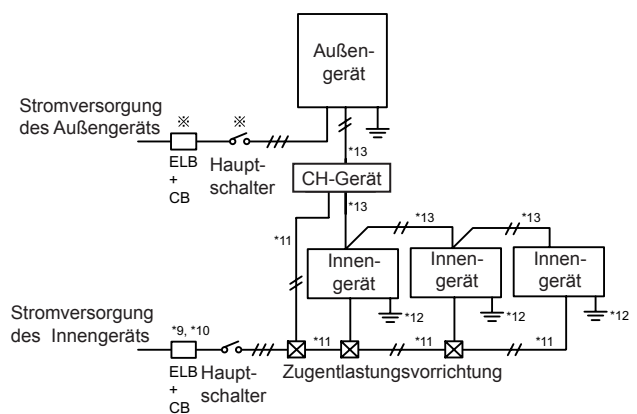 Außen-
gerät
Stromversorgung
des Außengeräts
※
※
ELB
+
CB
Haupt-
schalter
*13
CH-Gerät
*13
*13
*13
*11
Innen-
gerät
Innen-
gerät
Innen-
gerät
*12
*12
*12
Stromversorgung
des Innengeräts
*9, *10
*11
*11
*11
ELB
+
CB
Haupt-
schalter
Zugentlastungsvorrichtung